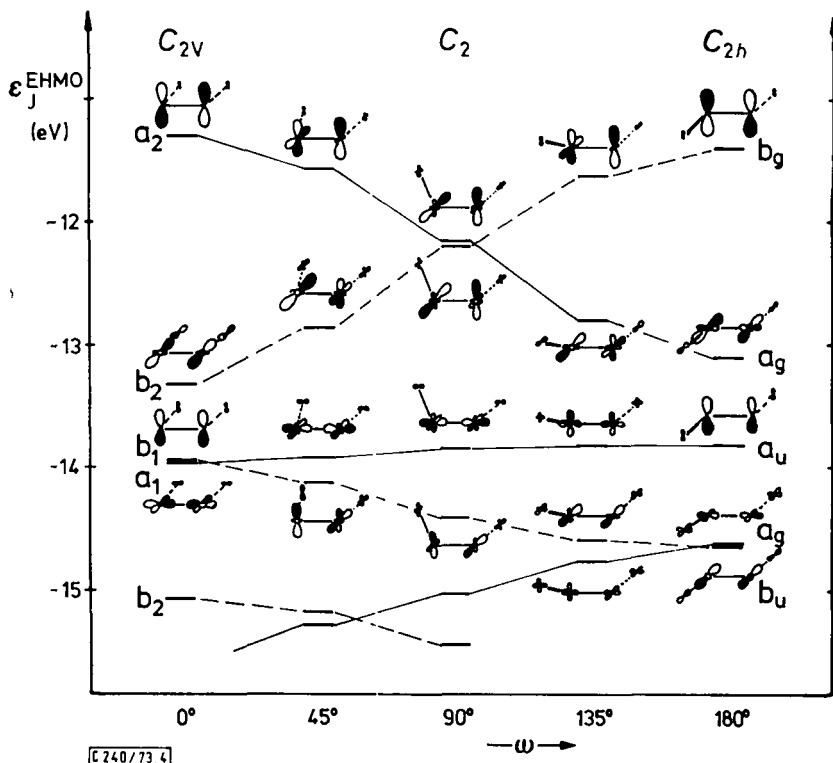 C2V C2 C2h
εJ EHMO
(eV)
a2
bg
-12
b2
-13
ag
b1
au
a1
-14
ag
bu
b2
-15
0° 45° 90° 135° 180°
ω
C 240/73.4